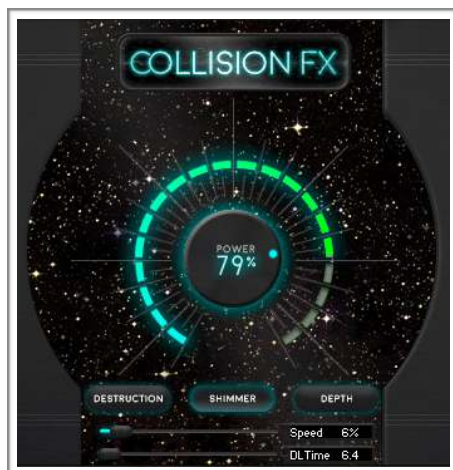 COLLISION FX
POWER
79%
DESTRUCTION SHIMMER DEPTH
Speed 6%
DLTime 6.4